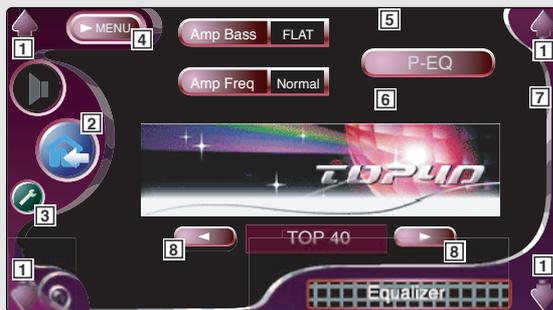 5
1
► MENU
4
Amp Bass FLAT
1
P-EQ
Amp Freq Normal
6
7
2
TOP40
3
◄ TOP 40 ►
8
8
1
1
Equalizer